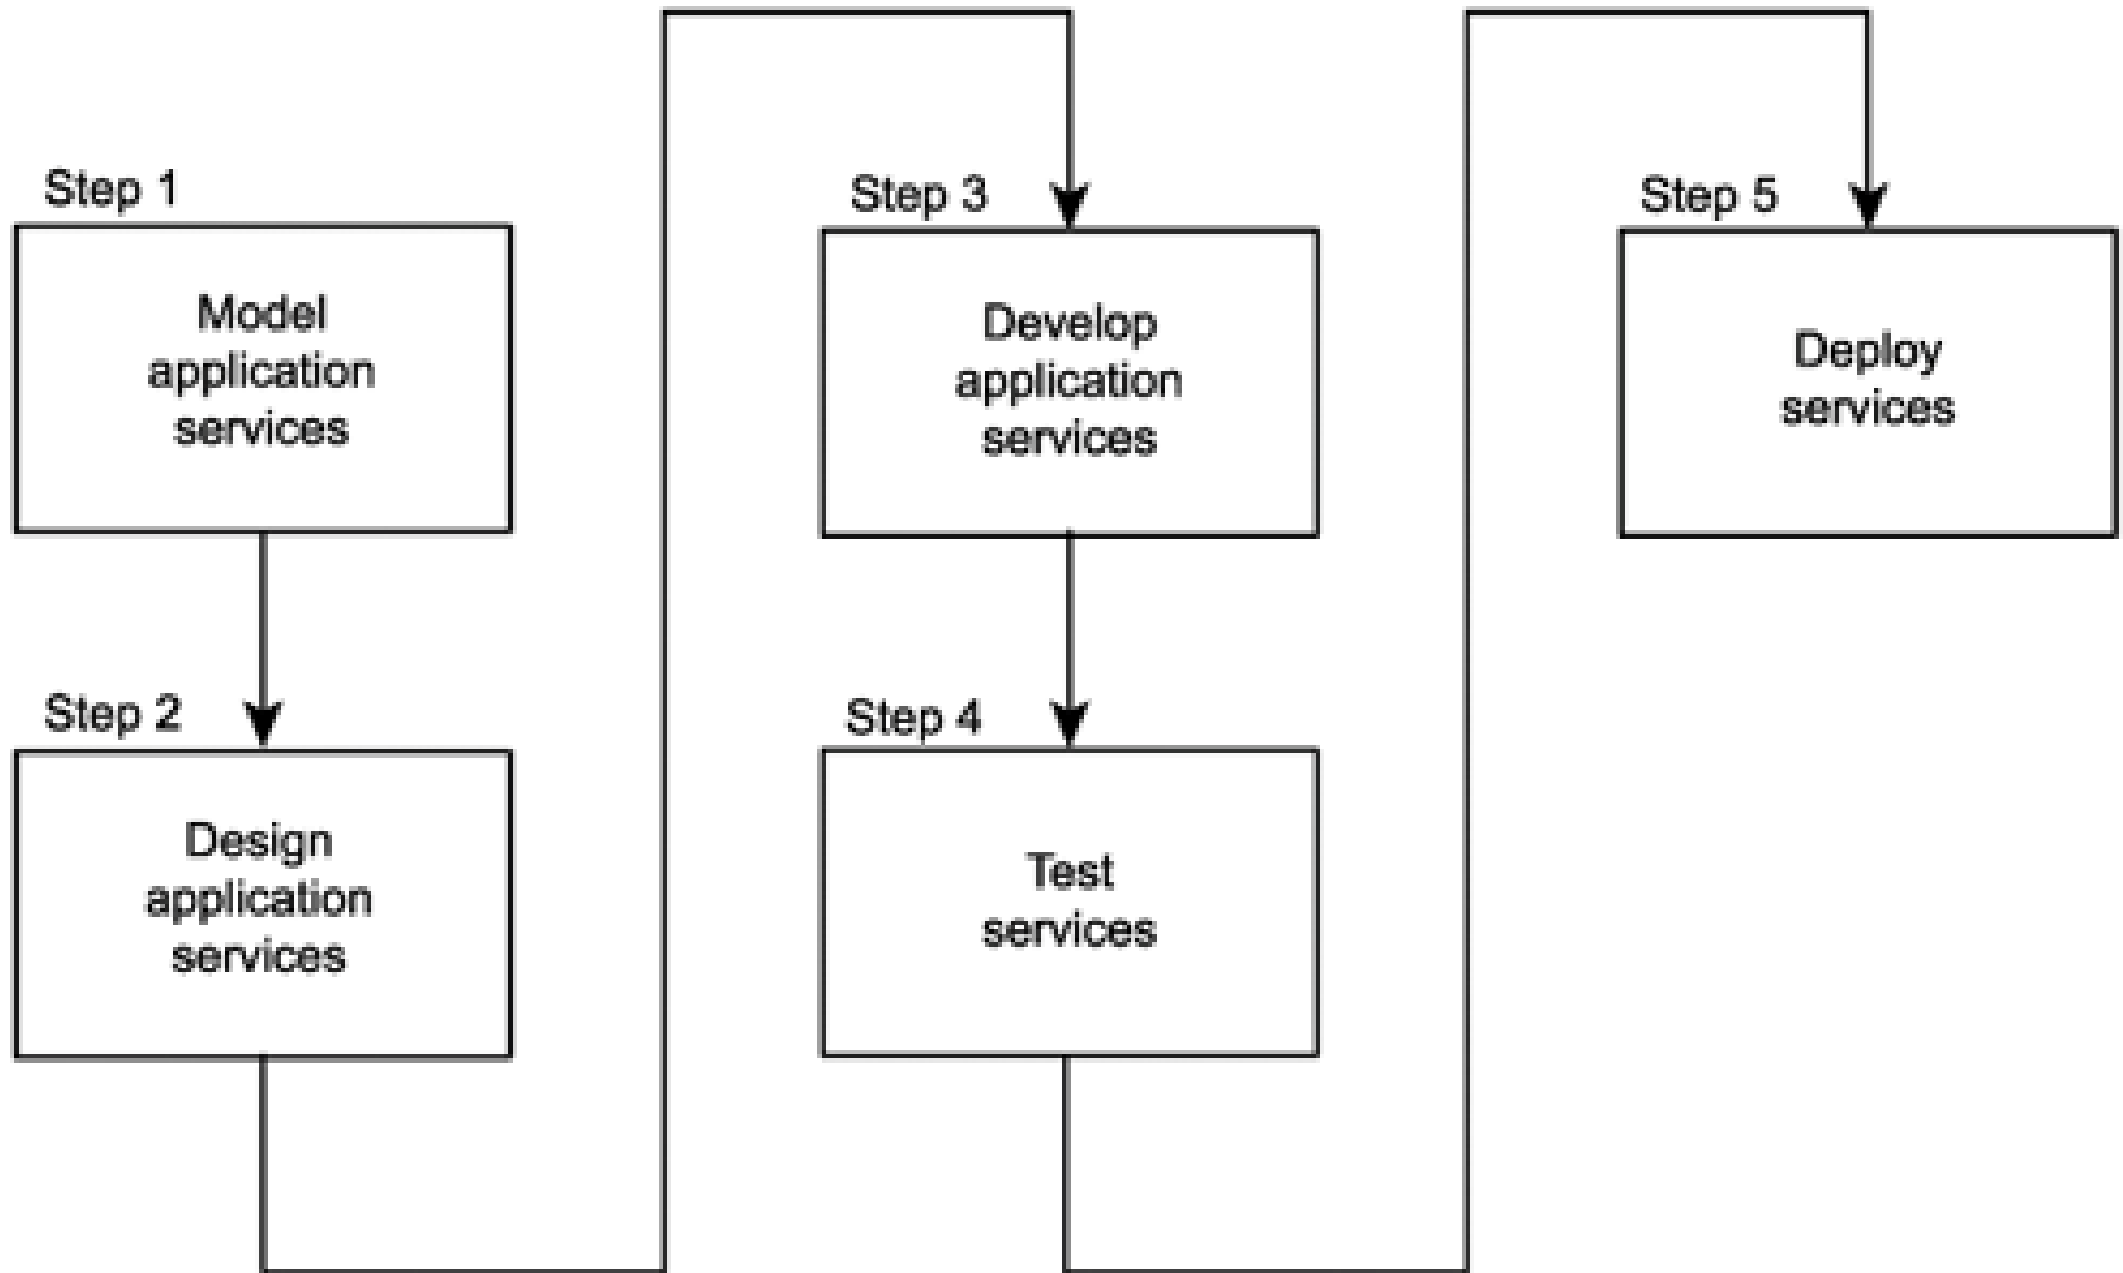 Step 1
Model
application
services
Step 2
Design
application
services
Step 3
Develop
application
services
Step 4
Test
services
Step 5
Deploy
services